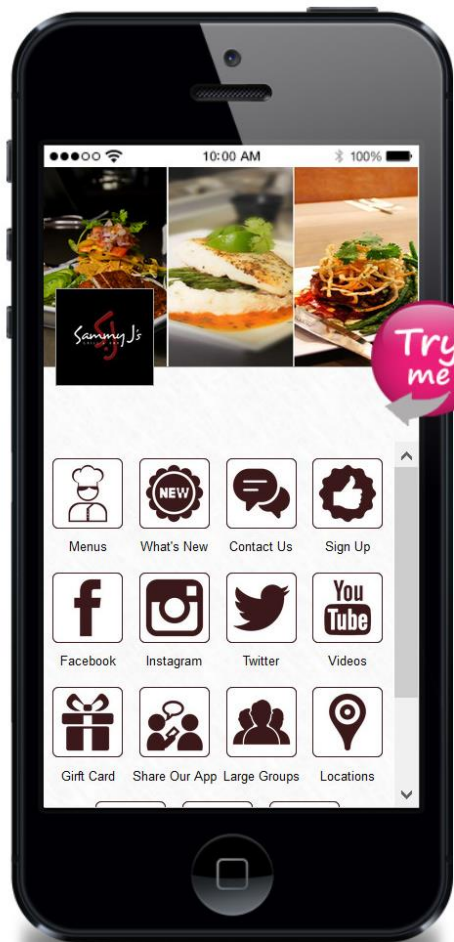 10:00 AM
100%
Sammy J's
Try
me
NEW
Menus
What's New
Contact Us
Sign Up
f
You
Tube
Facebook
Instagram
Twitter
Videos
Girft Card
Share Our App
Large Groups
Locations